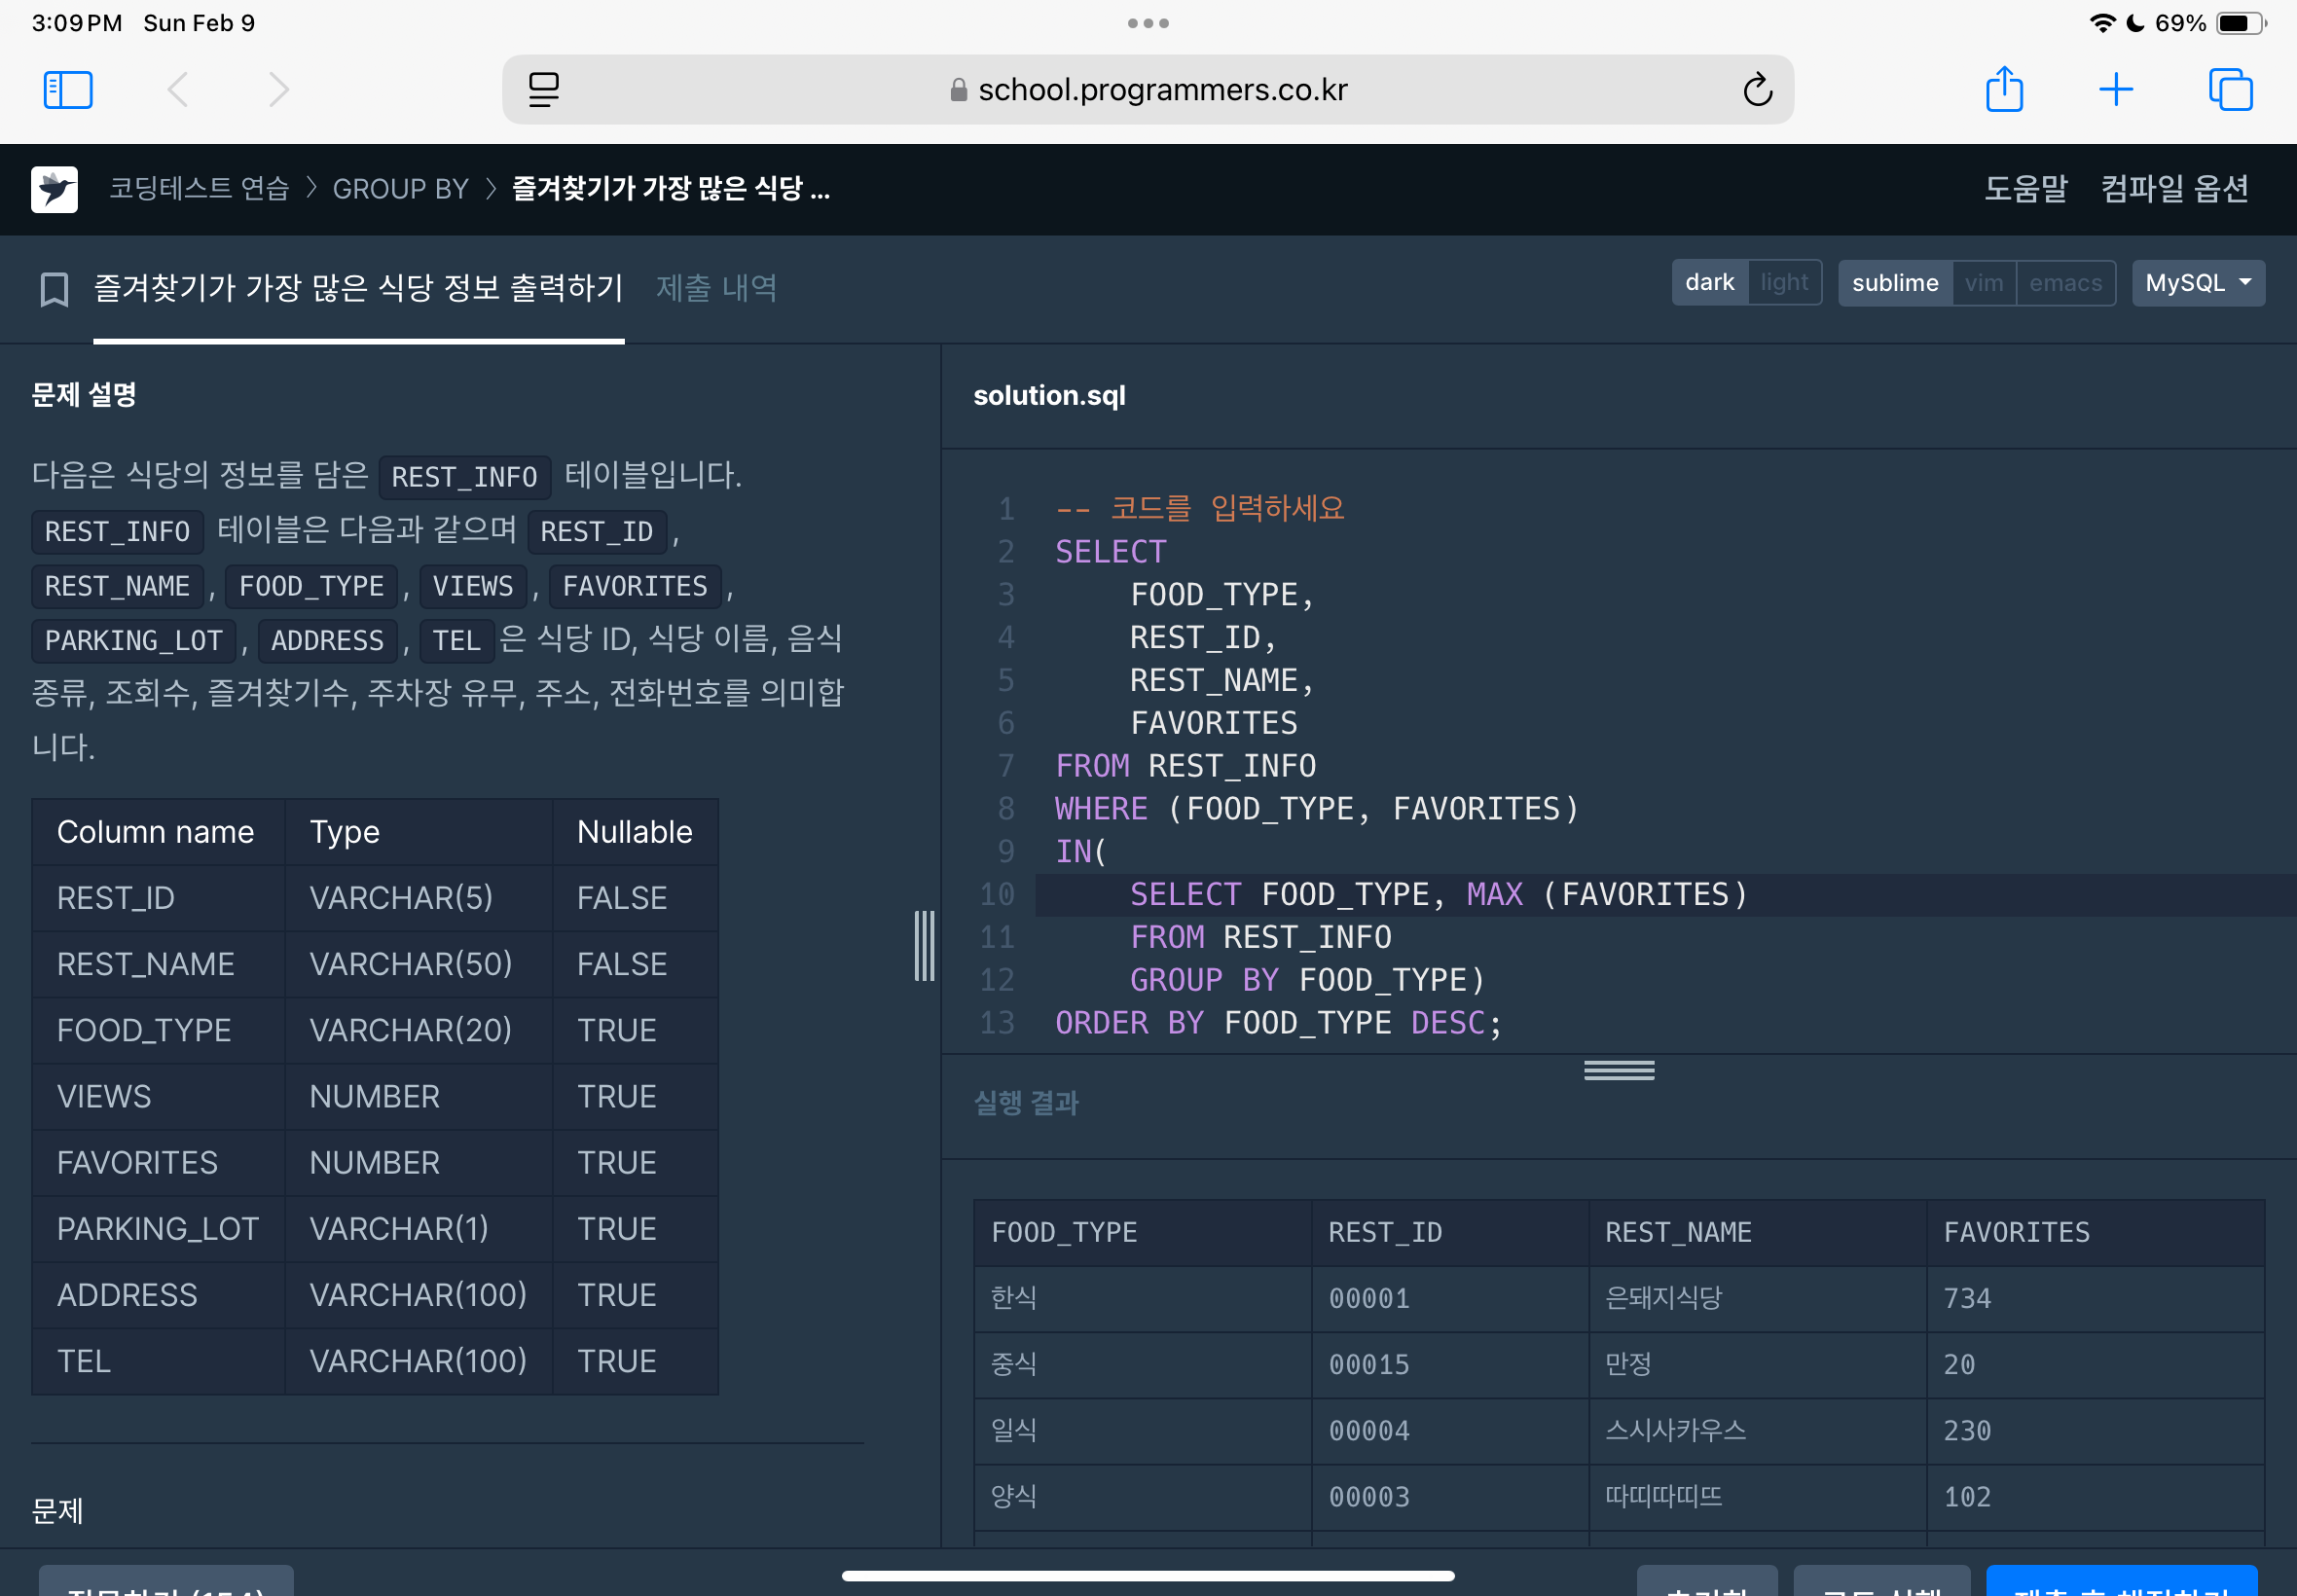 3:09 PM Sun Feb 9
69%
school.programmers.co.kr
코딩테스트 연습 > GROUP BY > 즐겨찾기가 가장 많은 식당 ...
도움말 컴파일 옵션
즐겨찾기가 가장 많은 식당 정보 출력하기 제출 내역
dark light sublime vim emacs MySQL
문제 설명
다음은 식당의 정보를 담은 REST_INFO 테이블입니다.
REST_INFO 테이블은 다음과 같으며 REST_ID ,
REST_NAME , FOOD_TYPE , VIEWS , FAVORITES ,
PARKING_LOT , ADDRESS , TEL 은 식당 ID, 식당 이름, 음식
종류, 조회수, 즐겨찾기수, 주차장 유무, 주소, 전화번호를 의미합
니다.
Column name Type Nullable
REST_ID VARCHAR(5) FALSE
REST_NAME VARCHAR(50) FALSE
FOOD_TYPE VARCHAR(20) TRUE
VIEWS NUMBER TRUE
FAVORITES NUMBER TRUE
PARKING_LOT VARCHAR(1) TRUE
ADDRESS VARCHAR(100) TRUE
TEL VARCHAR(100) TRUE
문제
solution.sql
1 -- 코드를 입력하세요
2 SELECT
3 FOOD_TYPE,
4 REST_ID,
5 REST_NAME,
6 FAVORITES
7 FROM REST_INFO
8 WHERE (FOOD_TYPE, FAVORITES)
9 IN(
10 SELECT FOOD_TYPE, MAX (FAVORITES)
11 FROM REST_INFO
12 GROUP BY FOOD_TYPE)
13 ORDER BY FOOD_TYPE DESC;
실행 결과
FOOD_TYPE REST_ID REST_NAME FAVORITES
한식 00001 은돼지식당 734
중식 00015 만정 20
일식 00004 스시사카우스 230
양식 00003 따띠따띠뜨 102